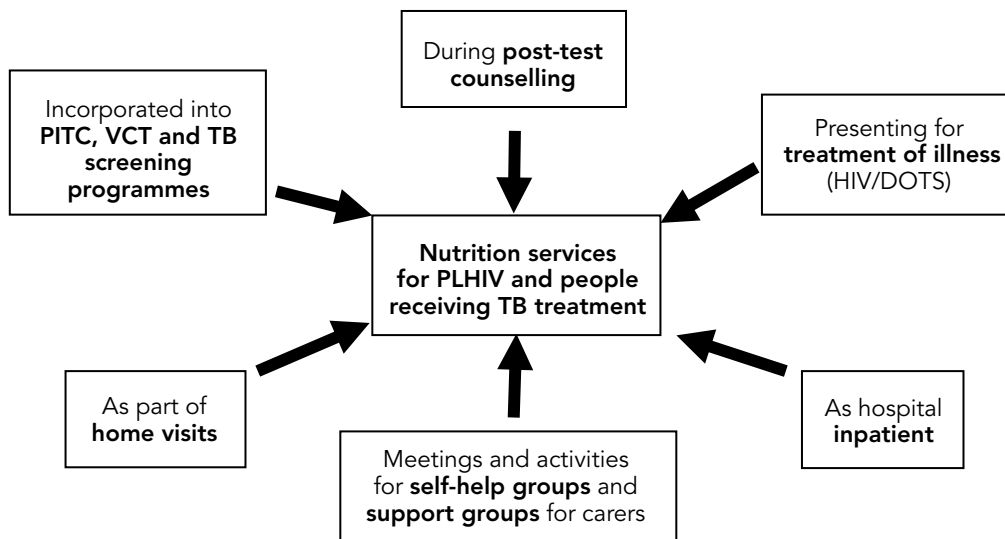 During post-test
counselling
Incorporated into
PITC, VCT and TB
screening
programmes
Presenting for
treatment of illness
(HIV/DOTS)
Nutrition services
for PLHIV and people
receiving TB treatment
As part of
home visits
Meetings and activities
for self-help groups and
support groups for carers
As hospital
inpatient